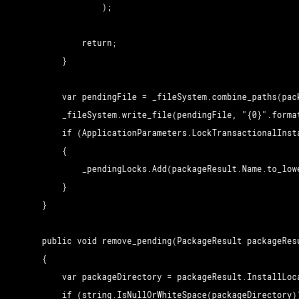 );
return;
}
var pendingFile = _fileSystem.combine_paths(pack
_fileSystem.write_file(pendingFile, "{0}".format
if (ApplicationParameters.LockTransactionalInsta
{
_pendingLocks.Add(packageResult.Name.to_lowe
}
}
public void remove_pending(PackageResult packageResu
{
var packageDirectory = packageResult.InstallLoca
if (string.IsNullOrWhiteSpace(packageDirectory)